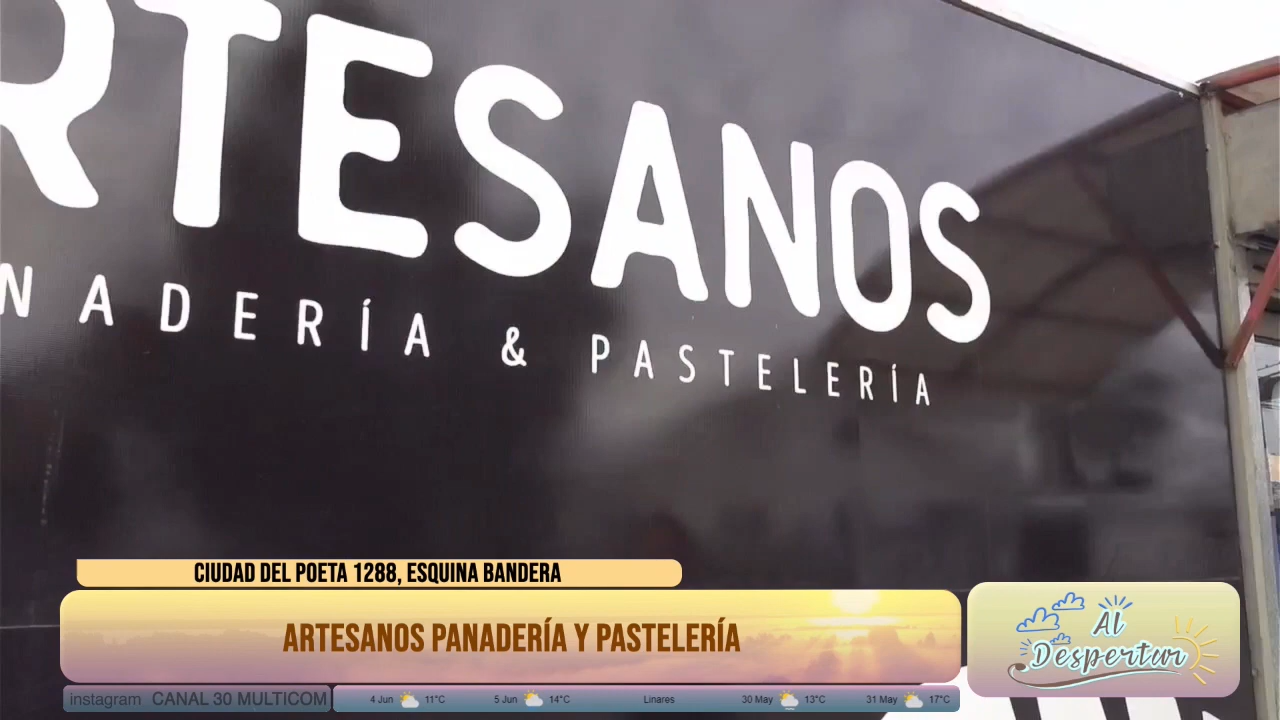 RTESANOS
NADERÍA & PASTELERÍA
CIUDAD DEL POETA 1288, ESQUINA BANDERA
ARTESANOS PANADERÍA Y PASTELERÍA
Al
Despertar
instagram CANAL 30 MULTICOM
4 Jun 11°C 5 Jun 14°C Linares 30 May 13°C 31 May 17°C